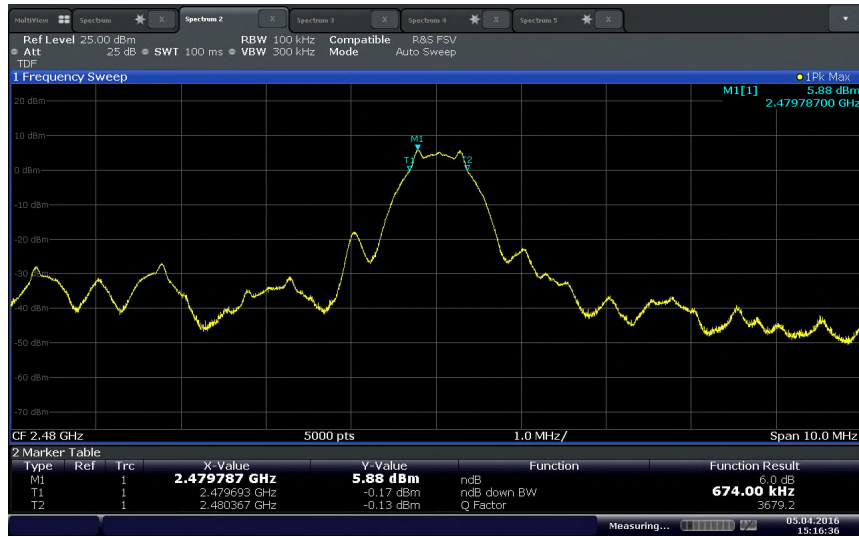 MultiView Spectrum X Spectrum 2 X Spectrum 3 X Spectrum 4 X Spectrum 5 X
Ref Level 25.00 dBm RBW 100 kHz Compatible R&S FSV
Att 25 dB SWT 100 ms VBW 300 kHz Mode Auto Sweep
TDF
1 Frequency Sweep 1Pk Max
M1[1] 5.88 dBm
2.47978700 GHz
20 dBm
10 dBm
M1
T1 T2
0 dBm
-10 dBm
-20 dBm
-30 dBm
-40 dBm
-50 dBm
-60 dBm
-70 dBm
CF 2.48 GHz 5000 pts 1.0 MHz/ Span 10.0 MHz
2 Marker Table
Type Ref Trc X-Value Y-Value Function Function Result
M1 1 2.479787 GHz 5.88 dBm ndB 6.0 dB
T1 1 2.479693 GHz -0.17 dBm ndB down BW 674.00 kHz
T2 1 2.480367 GHz -0.13 dBm Q Factor 3679.2
Measuring... 05.04.2016
15:16:36